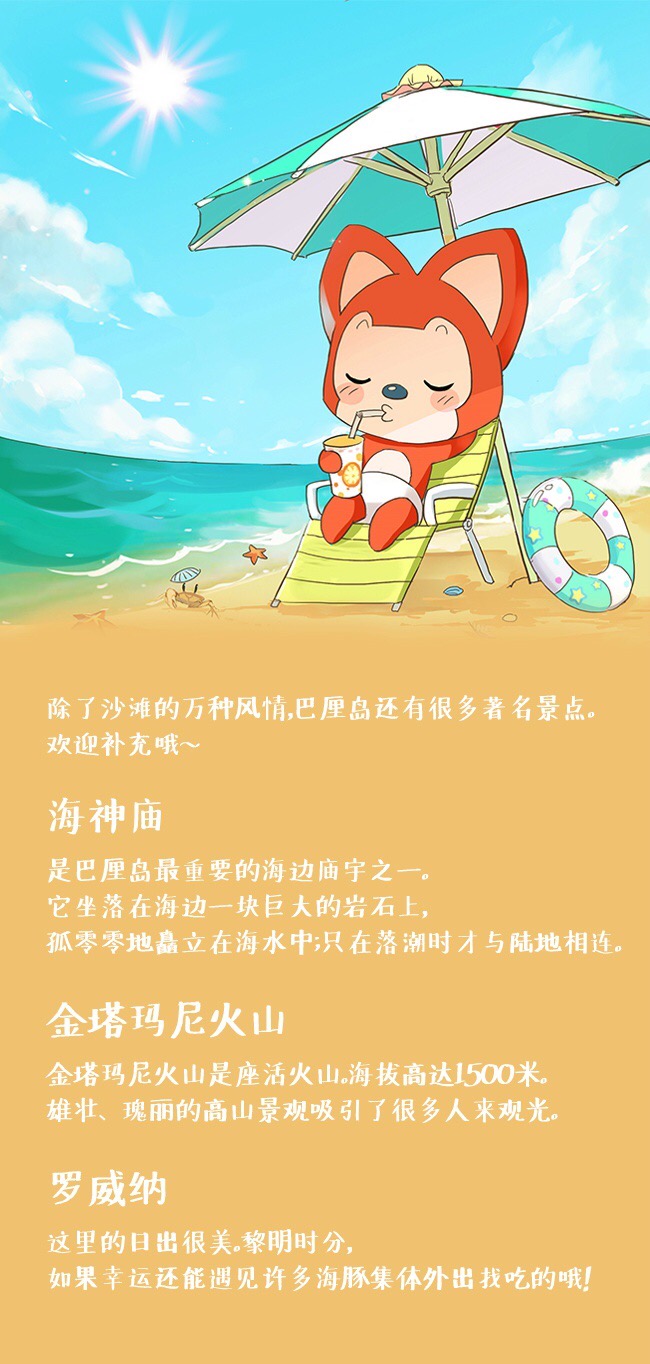 除了沙滩的万种风情,巴厘岛还有很多著名景点。
欢迎补充哦~
海神庙
是巴厘岛最重要的海边庙宇之一。
它坐落在海边一块巨大的岩石上,
孤零零地矗立在海水中;只在落潮时才与陆地相连。
金塔玛尼火山
金塔玛尼火山是座活火山。海拔高达1500米。
雄壮、瑰丽的高山景观吸引了很多人来观光。
罗威纳
这里的日出很美。黎明时分,
如果幸运还能遇见许多海豚集体外出找吃的哦!